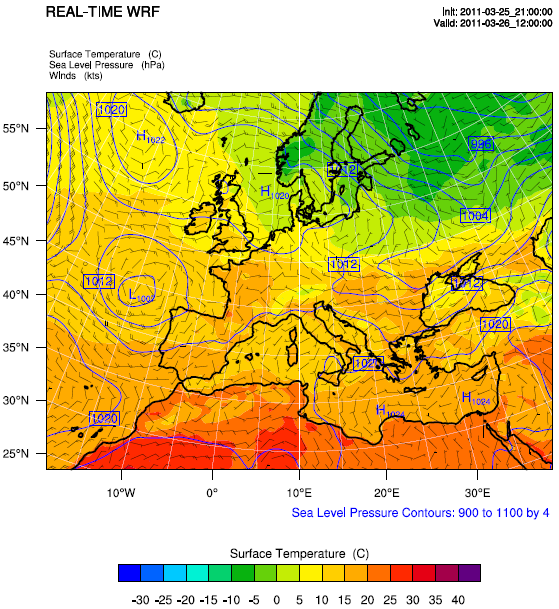 REAL-TIME WRF
Init: 2011-03-25_21:00:00
Valid: 2011-03-26_12:00:00
Surface Temperature (C)
Sea Level Pressure (hPa)
Winds (kts)
1020
55°N
H1022
996
1012
50°N
H1020
1004
45°N
1012
1012
1012
40°N
L1007
1020
35°N
1020
H1024
H1024
30°N
1020
25°N
10°W 0° 10°E 20°E 30°E
Sea Level Pressure Contours: 900 to 1100 by 4
Surface Temperature (C)
-30 -25 -20 -15 -10 -5 0 5 10 15 20 25 30 35 40